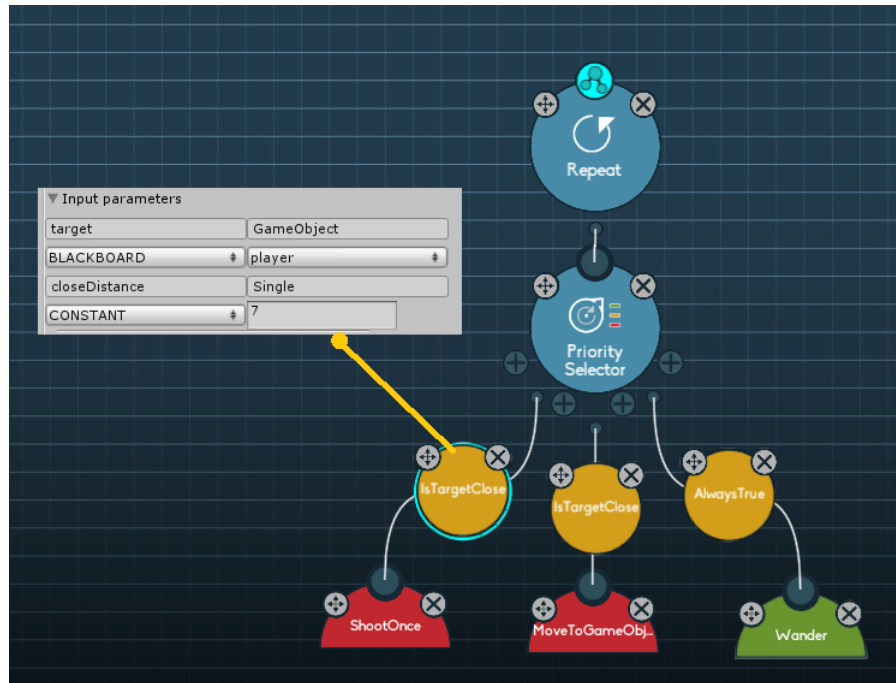 Repeat
Input parameters
target GameObject
BLACKBOARD player
closeDistance Single
CONSTANT 7
Priority
Selector
IsTargetClose
IsTargetClose
AlwaysTrue
ShootOnce
MoveToGameObj...
Wander